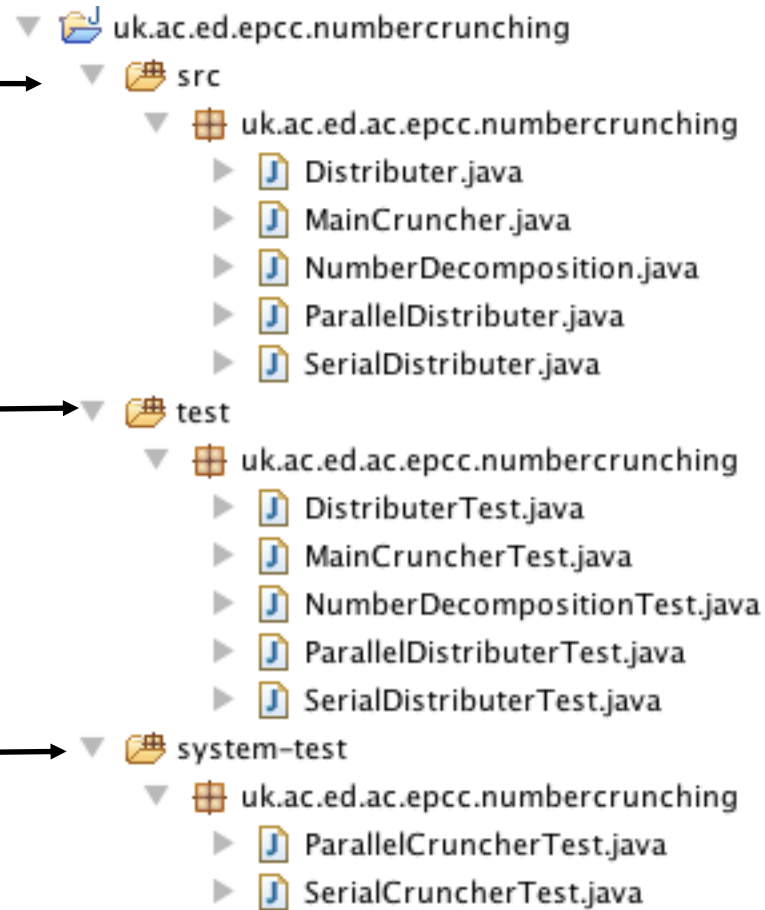 uk.ac.ed.epcc.numbercrunching
src
uk.ac.ed.ac.epcc.numbercrunching
Distributer.java
MainCruncher.java
NumberDecomposition.java
ParallelDistributer.java
SerialDistributer.java
test
uk.ac.ed.ac.epcc.numbercrunching
DistributerTest.java
MainCruncherTest.java
NumberDecompositionTest.java
ParallelDistributerTest.java
SerialDistributerTest.java
system-test
uk.ac.ed.ac.epcc.numbercrunching
ParallelCruncherTest.java
SerialCruncherTest.java